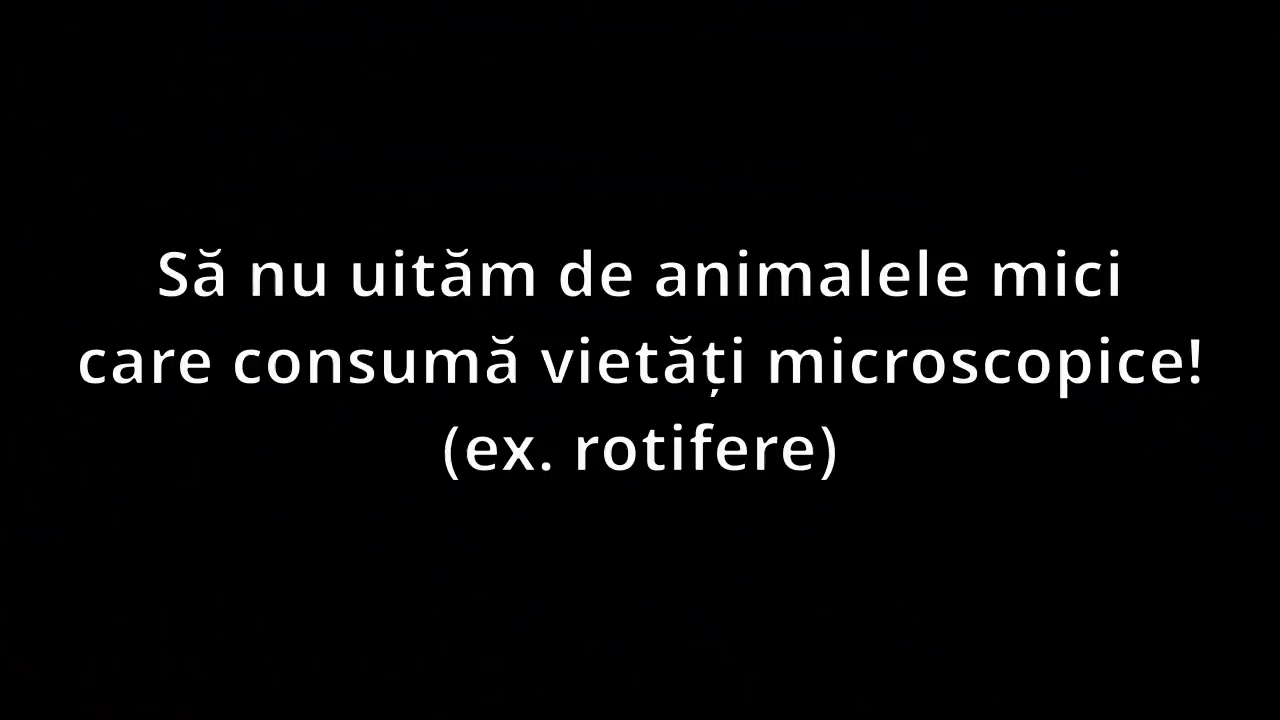 Să nu uităm de animalele mici
care consumă vietăți microscopice!
(ex. rotifere)